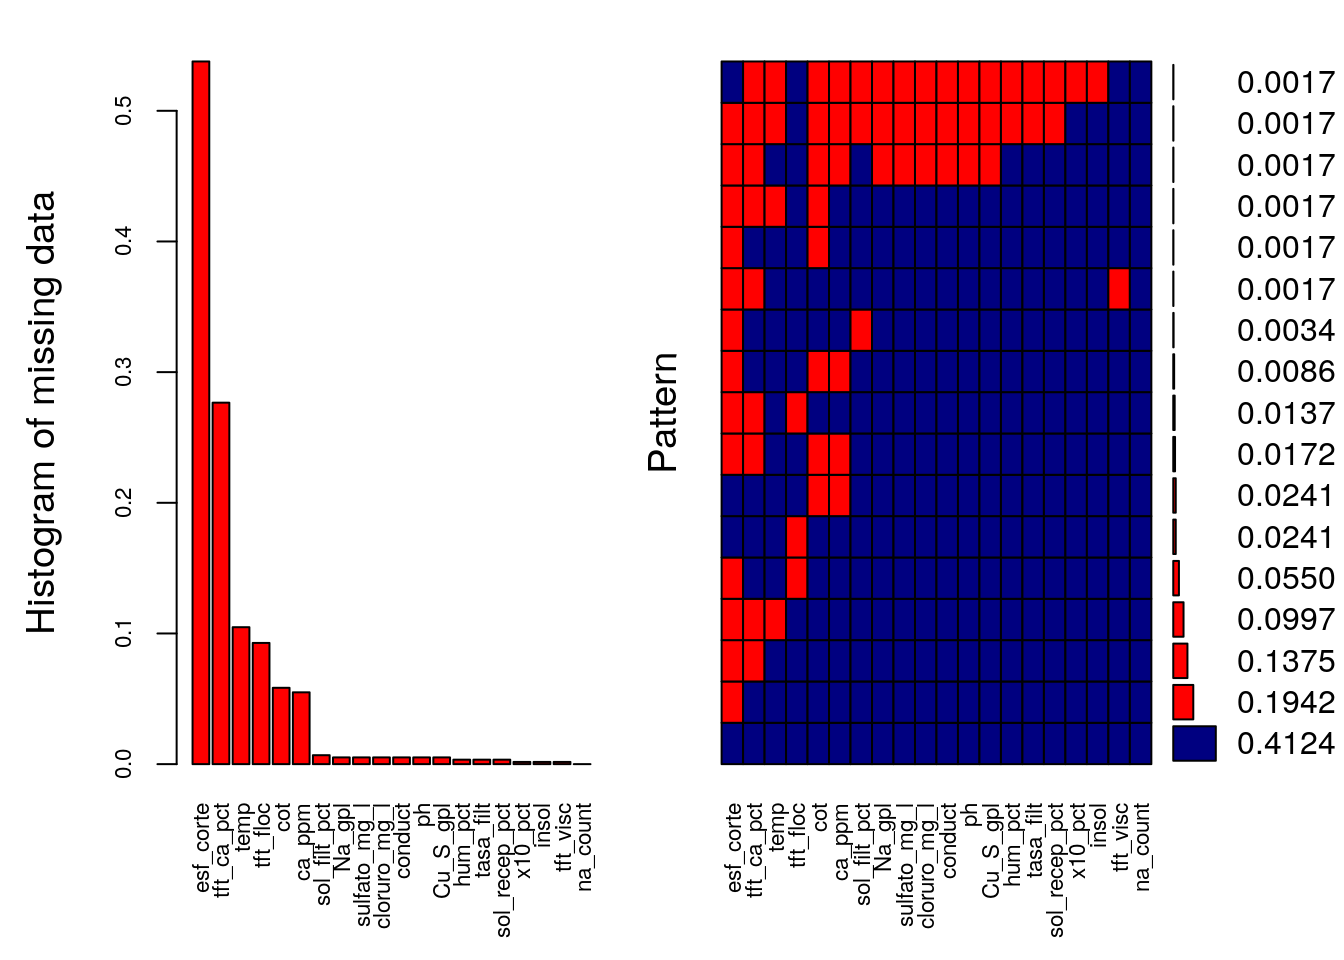 Histogram of missing data
0.5
0.4
0.3
0.2
0.1
0.0
esf_corte
tft_ca_pct
temp
tft_floc
cot
ca_ppm
sol_filt_pct
Na_gpl
sulfato_mg_l
cloruro_mg_l
conduct
ph
Cu_S_gpl
hum_pct
tasa_filt
sol_recep_pct
x10_pct
insol
tft_visc
na_count
Pattern
0.0017
0.0017
0.0017
0.0017
0.0017
0.0017
0.0034
0.0086
0.0137
0.0172
0.0241
0.0241
0.0550
0.0997
0.1375
0.1942
0.4124
esf_corte
tft_ca_pct
temp
tft_floc
cot
ca_ppm
sol_filt_pct
Na_gpl
sulfato_mg_l
cloruro_mg_l
conduct
ph
Cu_S_gpl
hum_pct
tasa_filt
sol_recep_pct
x10_pct
insol
tft_visc
na_count